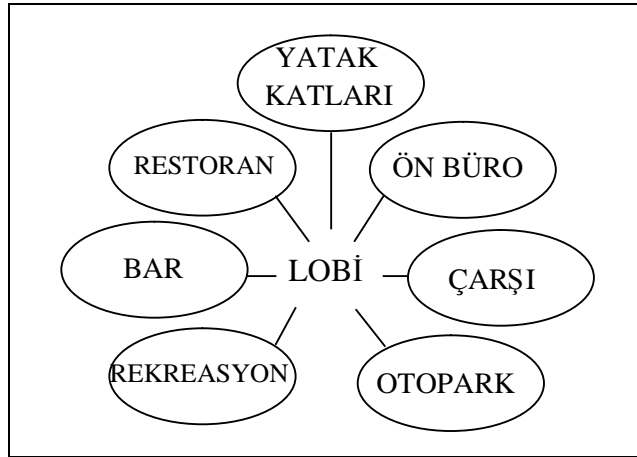 YATAK
KATLARI
RESTORAN
ÖN BÜRO
BAR
LOBİ
ÇARŞI
REKREASYON
OTOPARK